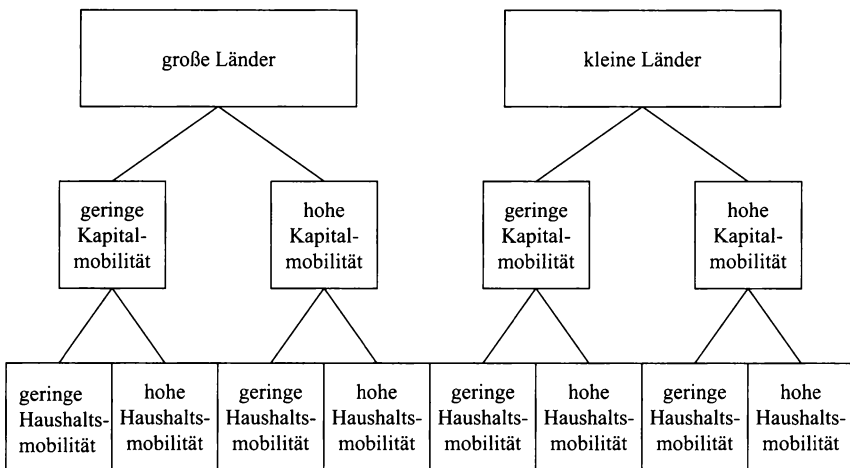 große Länder
kleine Länder
geringe
Kapital-
mobilität
hohe
Kapital-
mobilität
geringe
Kapital-
mobilität
hohe
Kapital-
mobilität
geringe
Haushalts-
mobilität
hohe
Haushalts-
mobilität
geringe
Haushalts-
mobilität
hohe
Haushalts-
mobilität
geringe
Haushalts-
mobilität
hohe
Haushalts-
mobilität
geringe
Haushalts-
mobilität
hohe
Haushalts-
mobilität